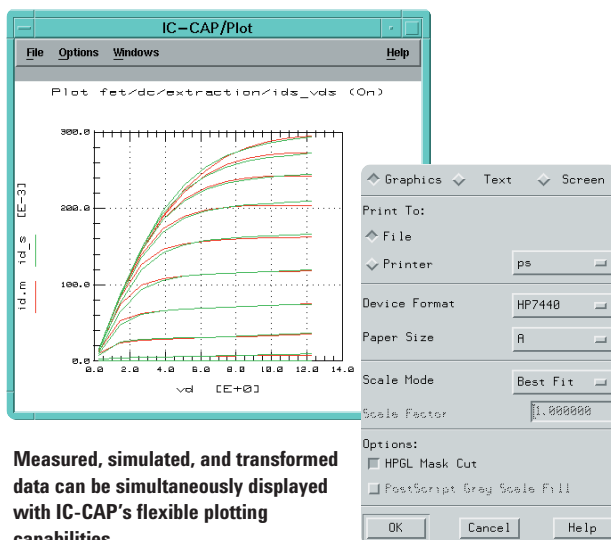 IC-CAP/Plot
File Options Windows Help
Plot fet/dc/extraction/ids_vds (On)
300.0
200.0
100.0
0.0
id.m id_s [E-3]
0.0 2.0 4.0 6.0 8.0 10.0 12.0 14.0
vd [E+0]
Graphics Text Screen
Print To:
File
Printer ps
Device Format HP7440
Paper Size A
Scale Mode Best Fit
Scale Factor 1.000000
Options:
HPGL Mask Cut
PostScript Gray Scale Fill
OK Cancel Help
Measured, simulated, and transformed
data can be simultaneously displayed
with IC-CAP's flexible plotting
capabilities